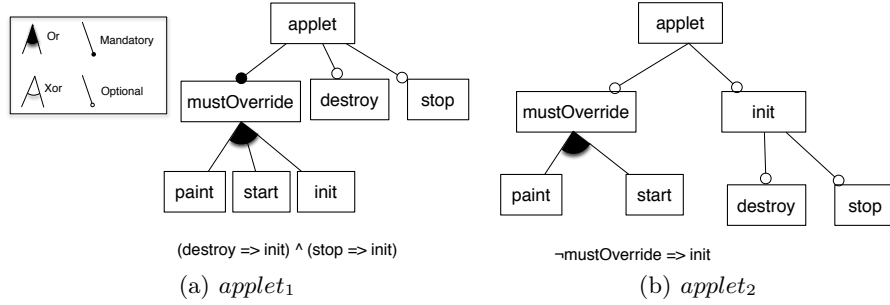 Or
Mandatory
Xor
Optional
applet
mustOverride
destroy
stop
paint
start
init
(destroy => init) ^ (stop => init)
(a) applet₁
applet
mustOverride
init
paint
start
destroy
stop
¬mustOverride => init
(b) applet₂